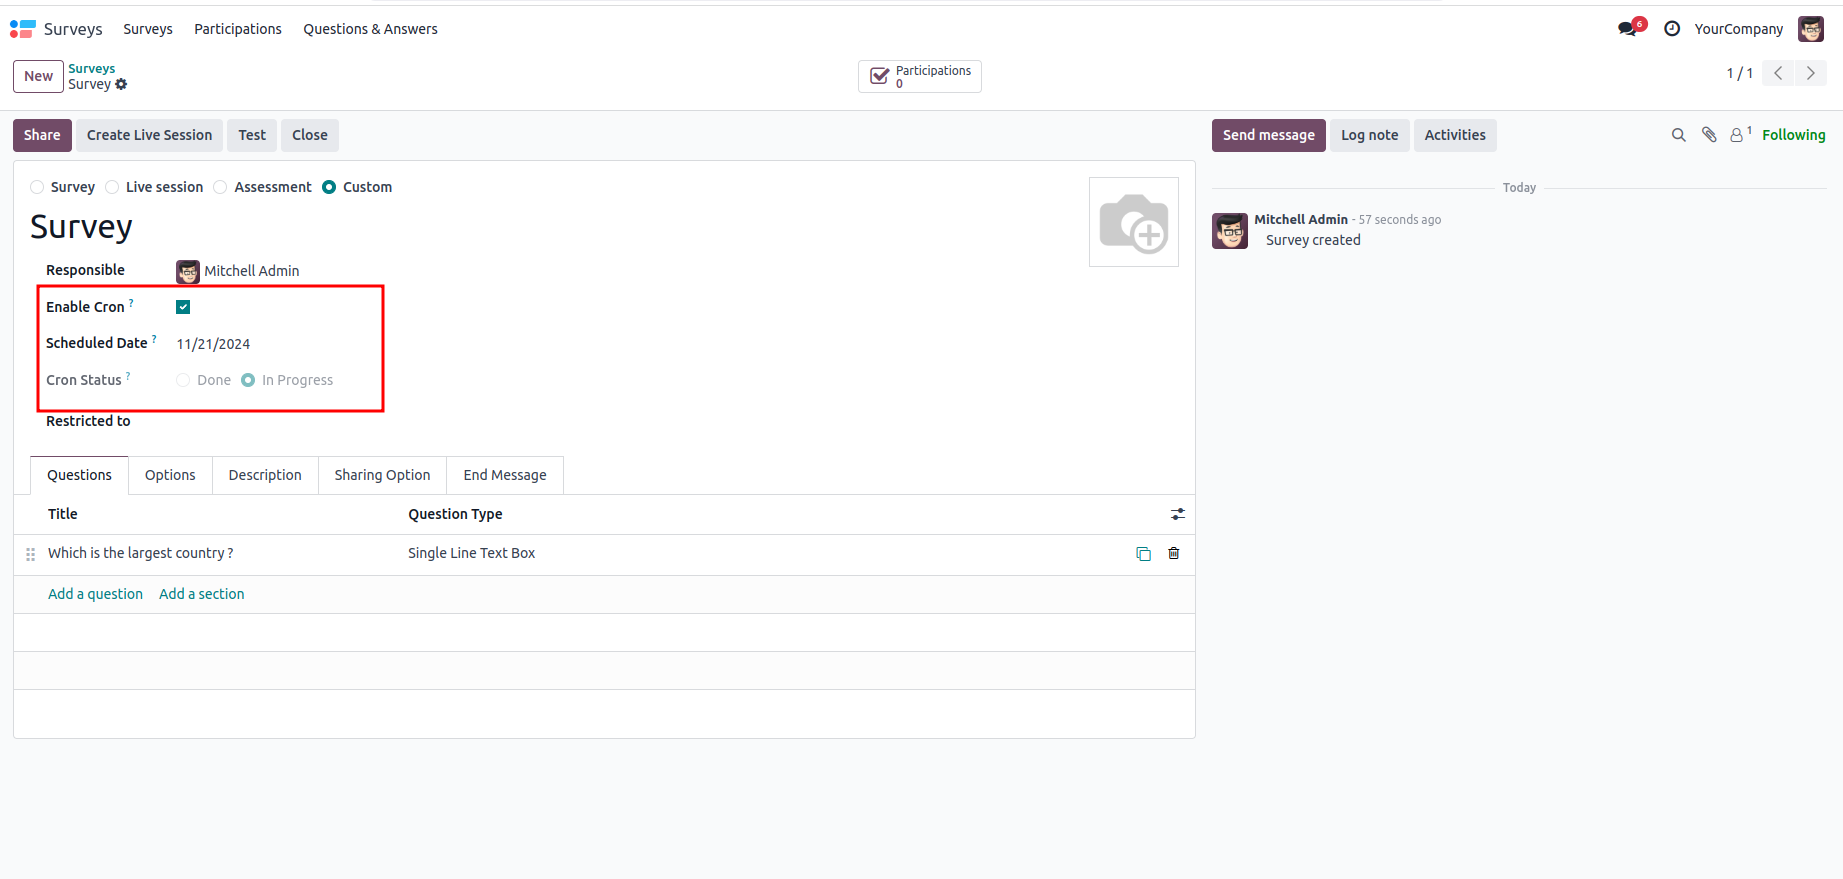 Surveys Surveys Participations Questions & Answers 6 YourCompany
New Surveys
Survey
Participations
0
1 / 1
Share Create Live Session Test Close
Send message Log note Activities 1 Following
Survey Live session Assessment Custom
Today
Survey
Mitchell Admin - 57 seconds ago
Survey created
Responsible Mitchell Admin
Enable Cron ?
Scheduled Date ? 11/21/2024
Cron Status ? Done In Progress
Restricted to
Questions Options Description Sharing Option End Message
Title Question Type
Which is the largest country ? Single Line Text Box
Add a question Add a section